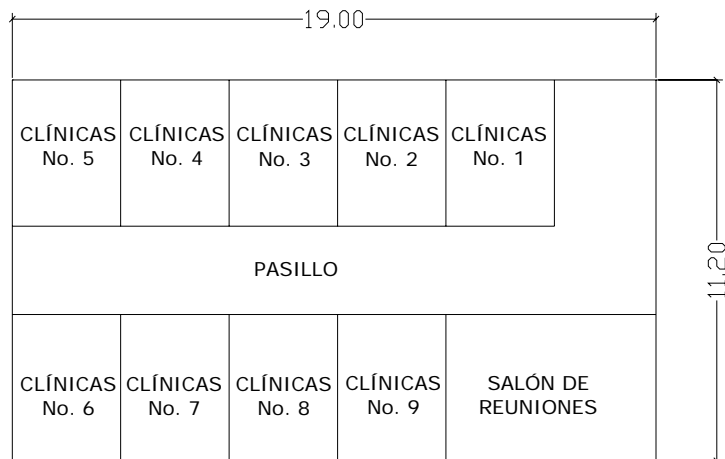 19.00
CLÍNICAS
No. 5
CLÍNICAS
No. 4
CLÍNICAS
No. 3
CLÍNICAS
No. 2
CLÍNICAS
No. 1
PASILLO
11.20
CLÍNICAS
No. 6
CLÍNICAS
No. 7
CLÍNICAS
No. 8
CLÍNICAS
No. 9
SALÓN DE
REUNIONES